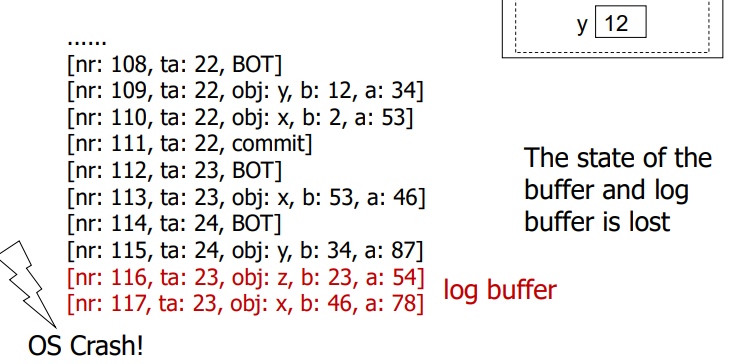 y 12
......
[nr: 108, ta: 22, BOT]
[nr: 109, ta: 22, obj: y, b: 12, a: 34]
[nr: 110, ta: 22, obj: x, b: 2, a: 53]
[nr: 111, ta: 22, commit]
[nr: 112, ta: 23, BOT]
[nr: 113, ta: 23, obj: x, b: 53, a: 46]
[nr: 114, ta: 24, BOT]
[nr: 115, ta: 24, obj: y, b: 34, a: 87]
[nr: 116, ta: 23, obj: z, b: 23, a: 54]
[nr: 117, ta: 23, obj: x, b: 46, a: 78]
log buffer
The state of the
buffer and log
buffer is lost
OS Crash!